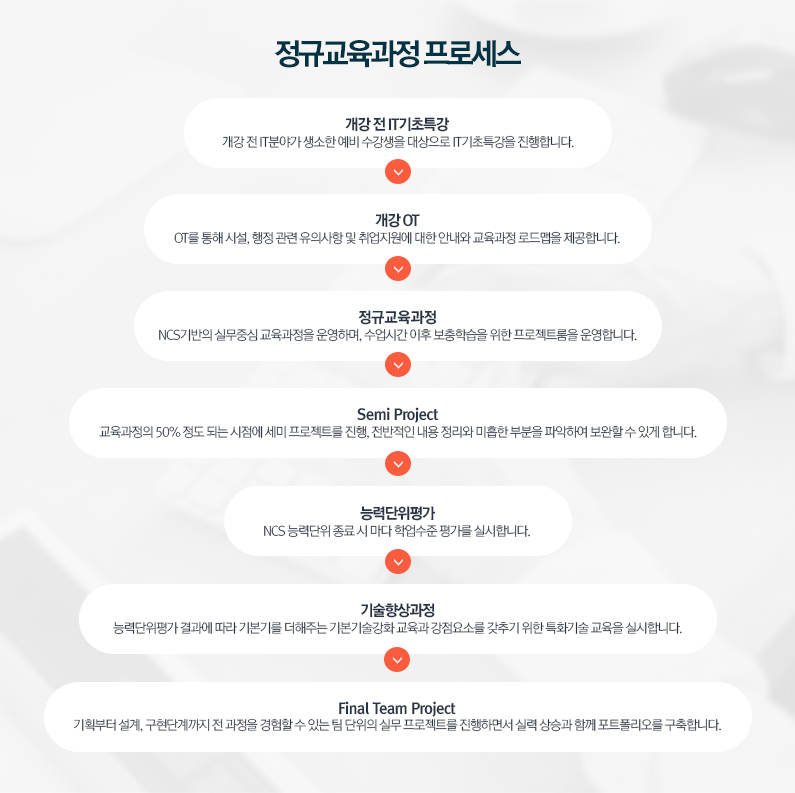 정규교육과정 프로세스
개강 전 IT기초특강
개강 전 IT분야가 생소한 예비 수강생을 대상으로 IT기초특강을 진행합니다.
개강 OT
OT를 통해 시설, 행정 관련 유의사항 및 취업지원에 대한 안내와 교육과정 로드맵을 제공합니다.
정규교육과정
NCS기반의 실무중심 교육과정을 운영하며, 수업시간 이후 보충학습을 위한 프로젝트룸을 운영합니다.
Semi Project
교육과정의 50% 정도 되는 시점에 세미 프로젝트를 진행, 전반적인 내용 정리와 미흡한 부분을 파악하여 보완할 수 있게 합니다.
능력단위평가
NCS 능력단위 종료 시 마다 학업수준 평가를 실시합니다.
기술향상과정
능력단위평가 결과에 따라 기본기를 더해주는 기본기술강화 교육과 강점요소를 갖추기 위한 특화기술 교육을 실시합니다.
Final Team Project
기획부터 설계, 구현단계까지 전 과정을 경험할 수 있는 팀 단위의 실무 프로젝트를 진행하면서 실력 상승과 함께 포트폴리오를 구축합니다.